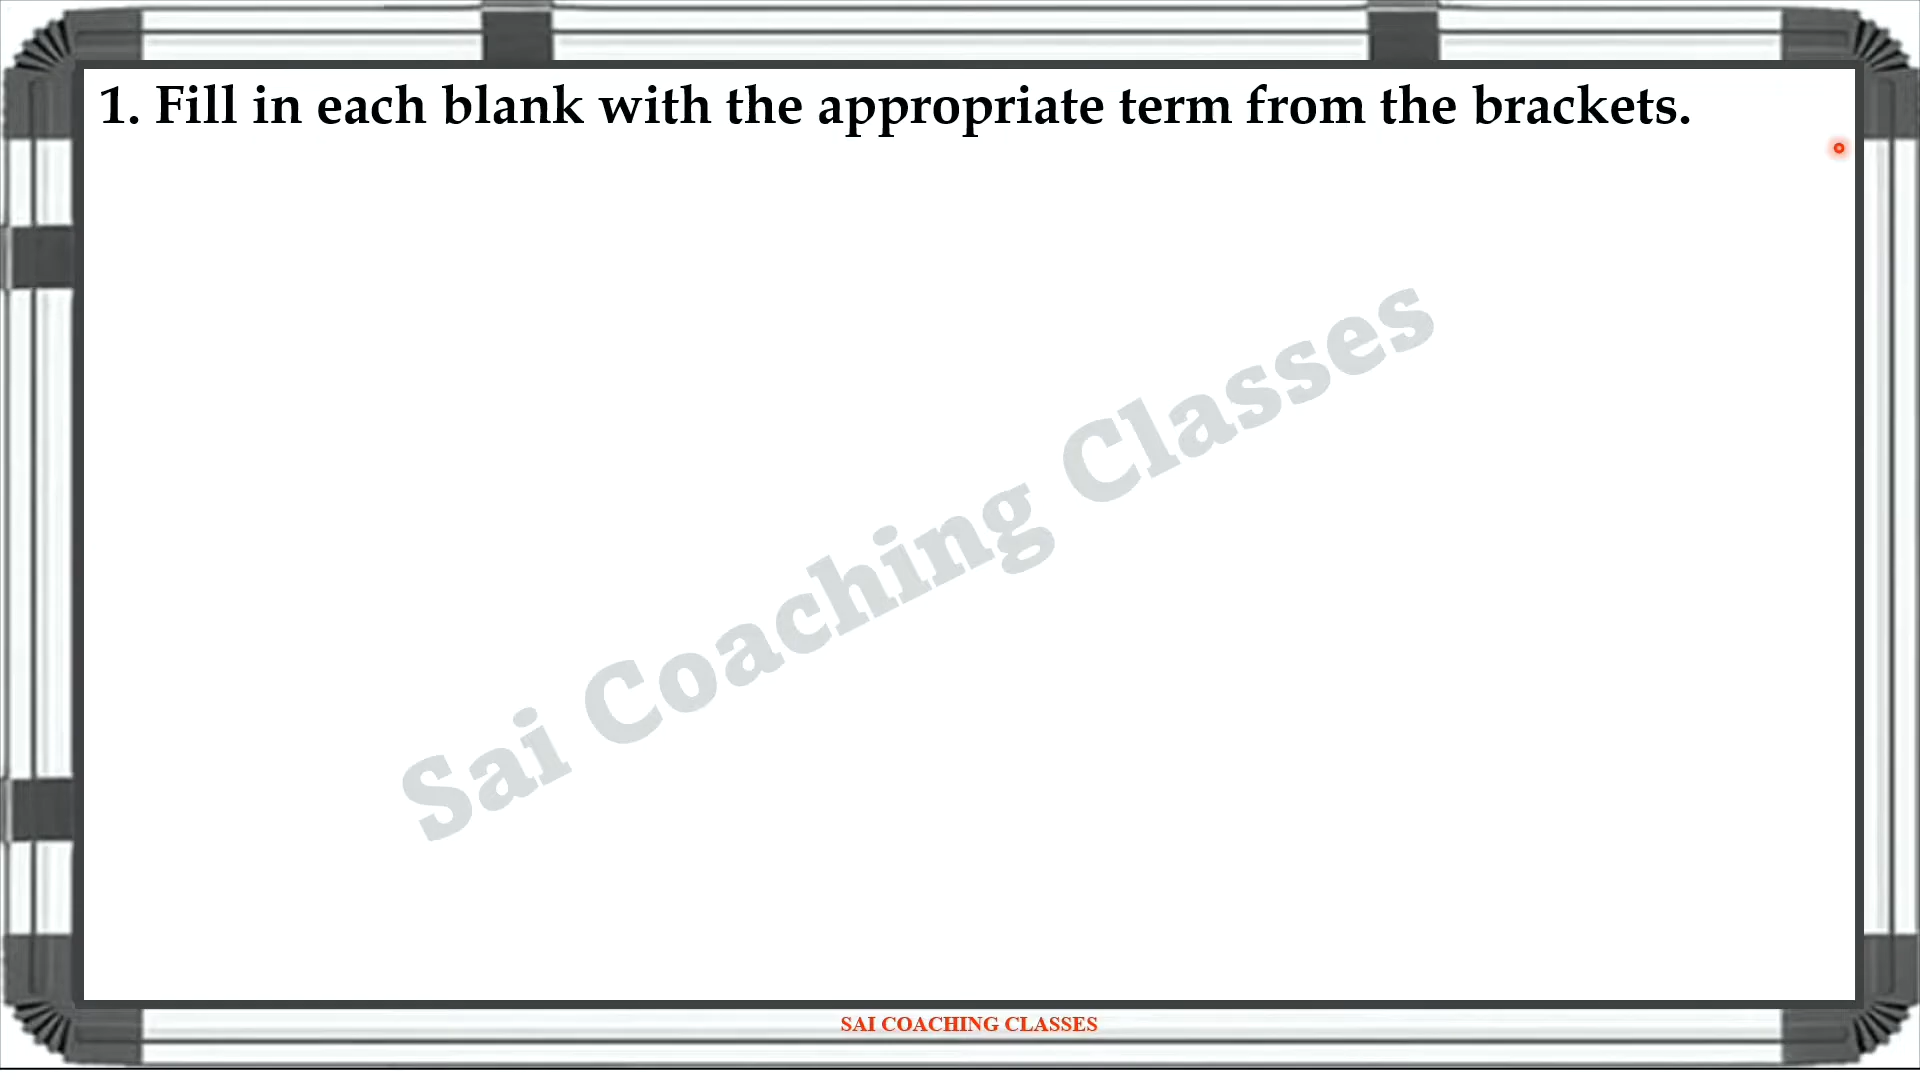 1. Fill in each blank with the appropriate term from the brackets.
Sai Coaching Classes
SAI COACHING CLASSES